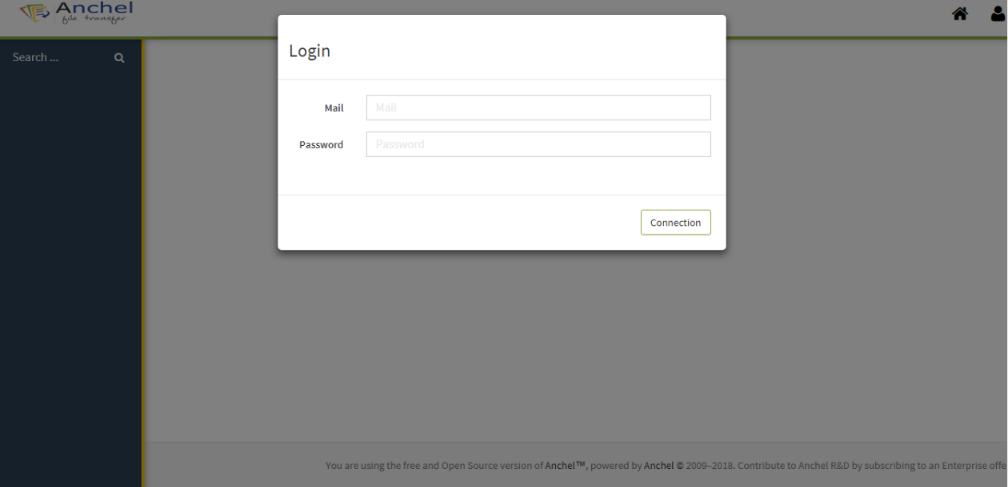 Anchel
file transfer
Search ...
Login
Mail
Mail
Password
Password
Connection
You are using the free and Open Source version of Anchel™, powered by Anchel © 2009–2018. Contribute to Anchel R&D by subscribing to an Enterprise offe